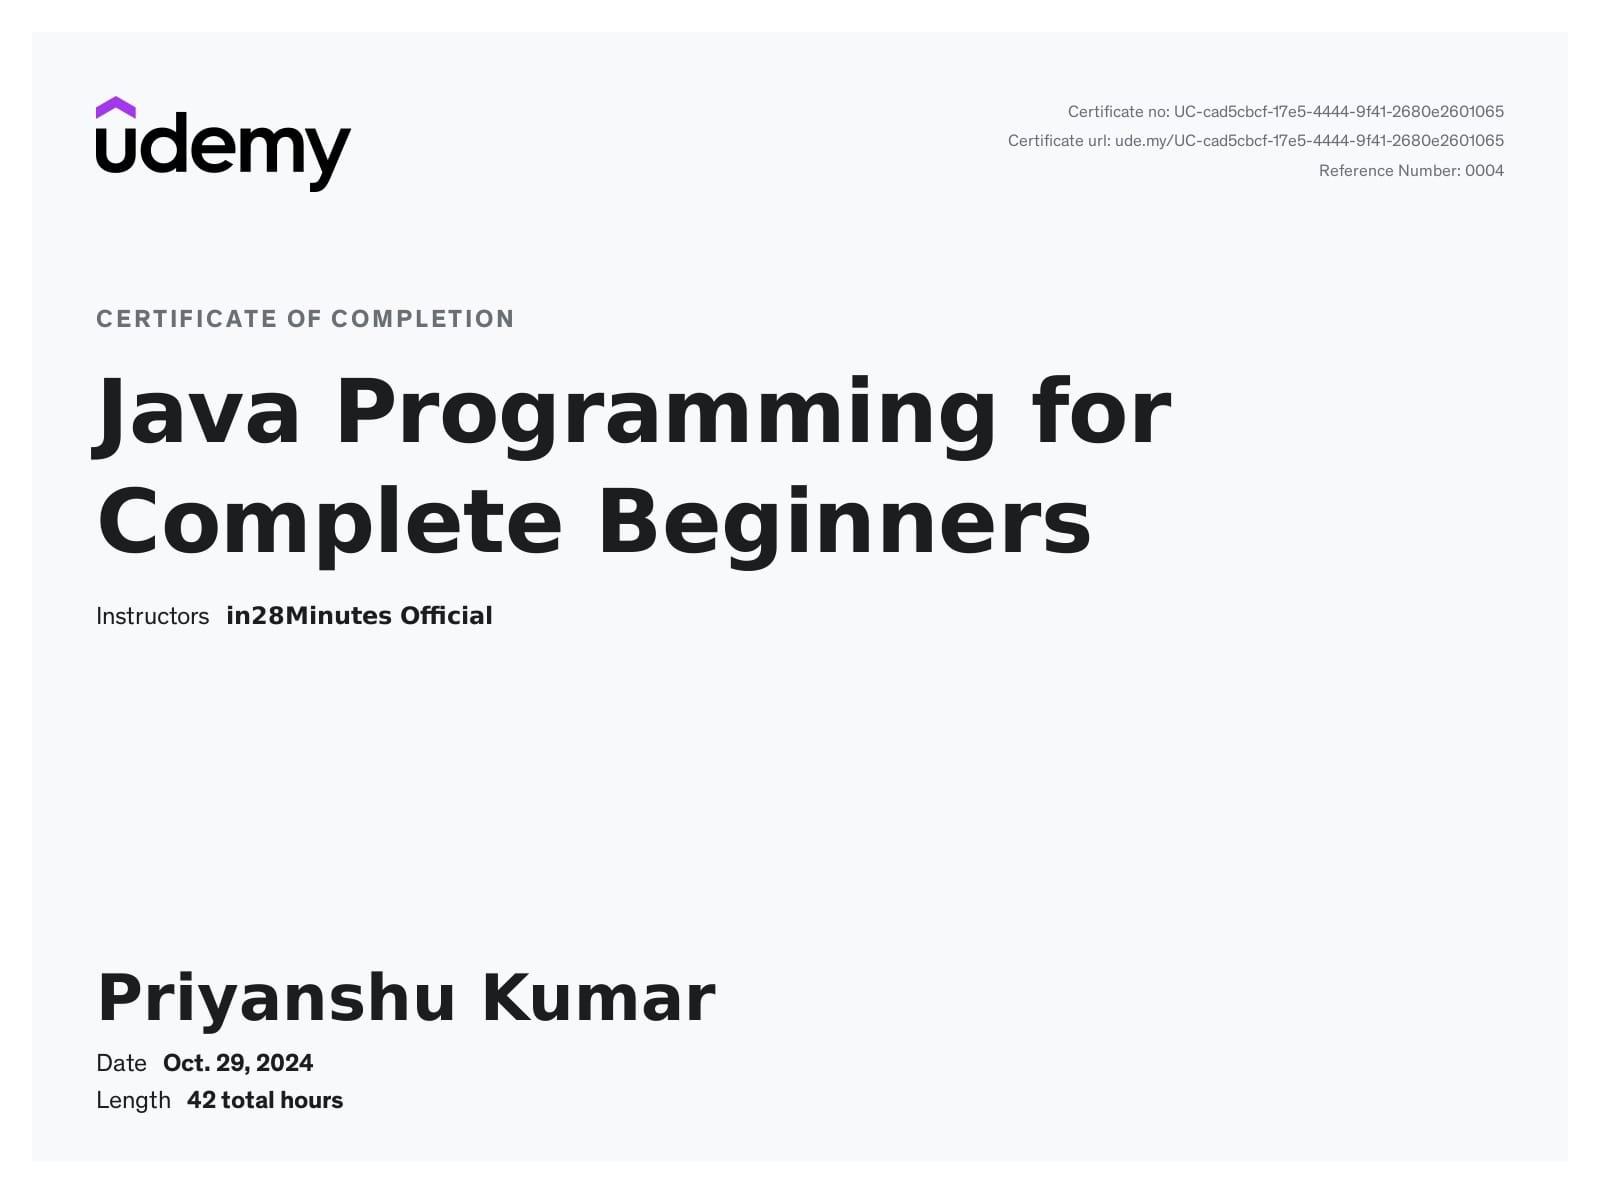 udemy
Certificate no: UC-cad5cbcf-17e5-4444-9f41-2680e2601065
Certificate url: ude.my/UC-cad5cbcf-17e5-4444-9f41-2680e2601065
Reference Number: 0004
CERTIFICATE OF COMPLETION
Java Programming for
Complete Beginners
Instructors in28Minutes Official
Priyanshu Kumar
Date Oct. 29, 2024
Length 42 total hours